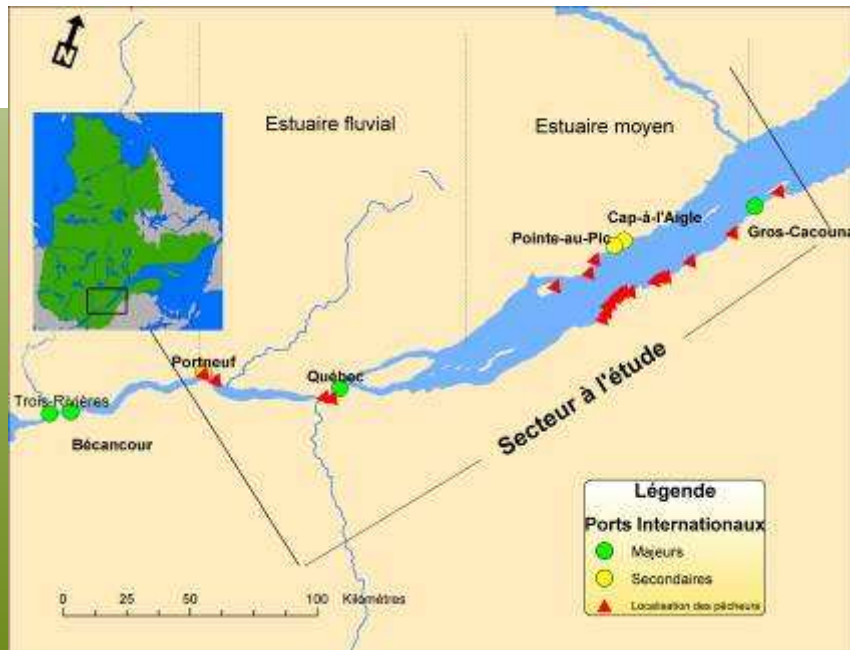 N
Estuaire fluvial
Estuaire moyen
Cap-à-l'Aigle
Pointe-au-Pic
Gros-Cacouna
Portneuf
Québec
Trois-Rivières
Bécancour
Secteur à l'étude
Légende
Ports Internationaux
Majeurs
Secondaires
Localisation des pêcheurs
0 25 50 100 Kilomètres